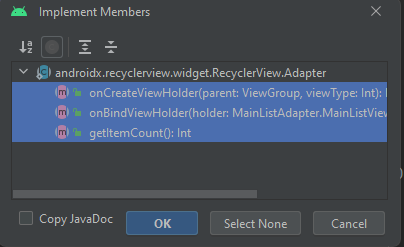 Implement Members
androidx.recyclerview.widget.RecyclerView.Adapter
onCreateViewHolder(parent: ViewGroup, viewType: Int):
onBindViewHolder(holder: MainListAdapter.MainListView
getItemCount(): Int
Copy JavaDoc
OK
Select None
Cancel